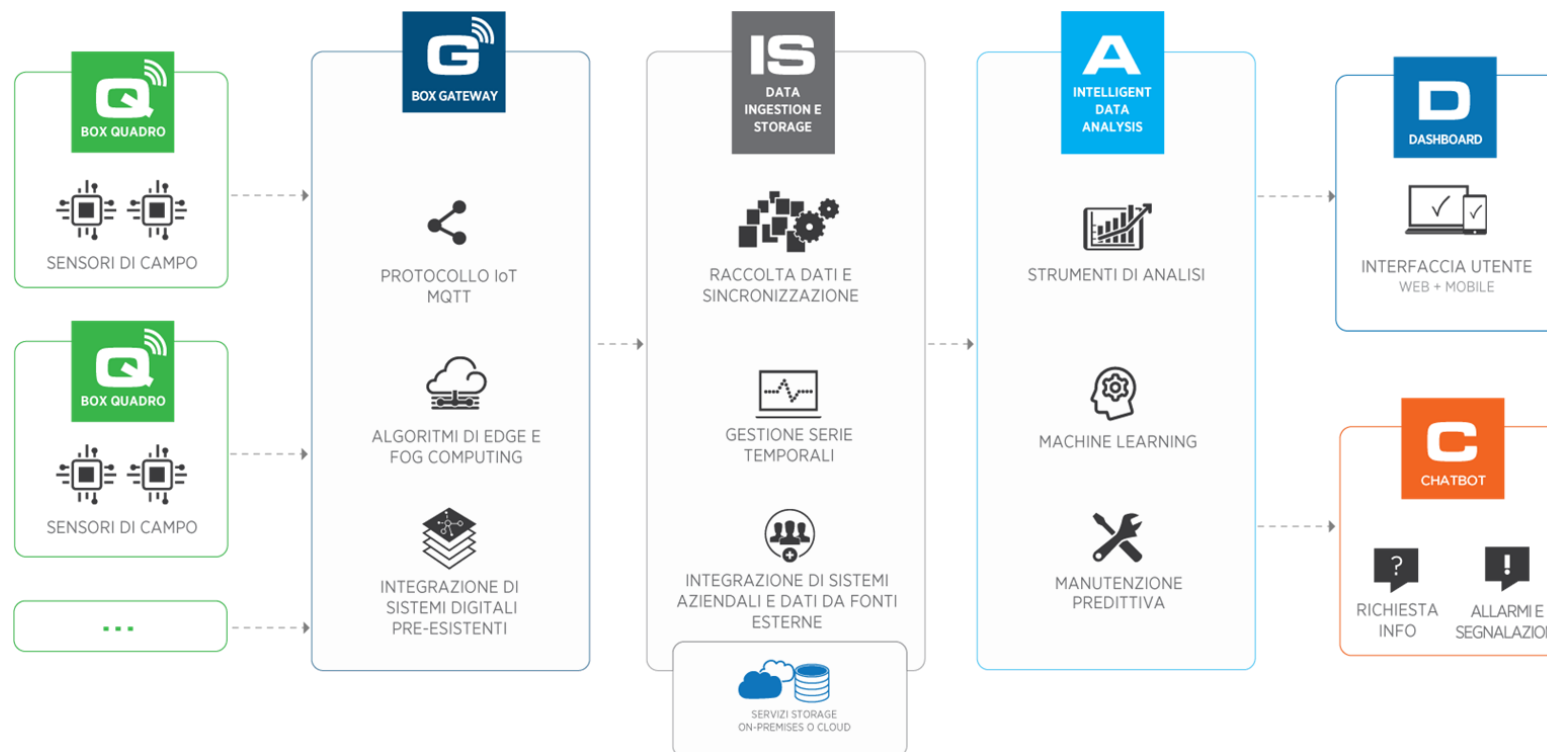 Q
BOX QUADRO
SENSORI DI CAMPO
Q
BOX QUADRO
SENSORI DI CAMPO
...
G
BOX GATEWAY
PROTOCOLLO IoT
MQTT
ALGORITMI DI EDGE E
FOG COMPUTING
INTEGRAZIONE DI
SISTEMI DIGITALI
PRE-ESISTENTI
IS
DATA
INGESTION E
STORAGE
RACCOLTA DATI E
SINCRONIZZAZIONE
GESTIONE SERIE
TEMPORALI
INTEGRAZIONE DI SISTEMI
AZIENDALI E DATI DA FONTI
ESTERNE
SERVIZI STORAGE
ON-PREMISES O CLOUD
A
INTELLIGENT
DATA
ANALYSIS
STRUMENTI DI ANALISI
MACHINE LEARNING
MANUTENZIONE
PREDITTIVA
D
DASHBOARD
INTERFACCIA UTENTE
WEB + MOBILE
C
CHATBOT
?
RICHIESTA
INFO
!
ALLARMI E